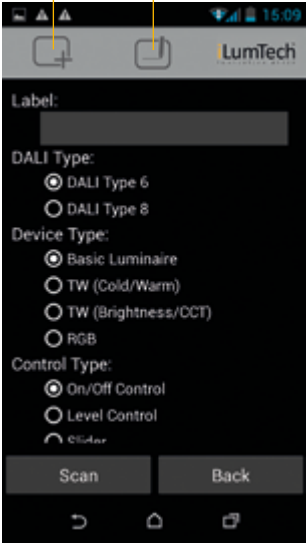 15:09
LumTech
Label:
DALI Type:
DALI Type 6
DALI Type 8
Device Type:
Basic Luminaire
TW (Cold/Warm)
TW (Brightness/CCT)
RGB
Control Type:
On/Off Control
Level Control
Slider
Scan
Back